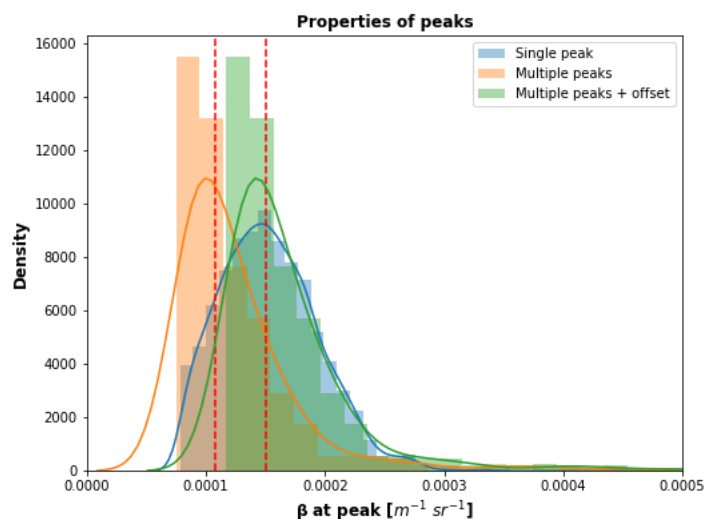 Properties of peaks
Single peak
Multiple peaks
Multiple peaks + offset
Density
16000
14000
12000
10000
8000
6000
4000
2000
0
0.0000
0.0001
0.0002
0.0003
0.0004
0.0005
β at peak [m⁻¹ sr⁻¹]